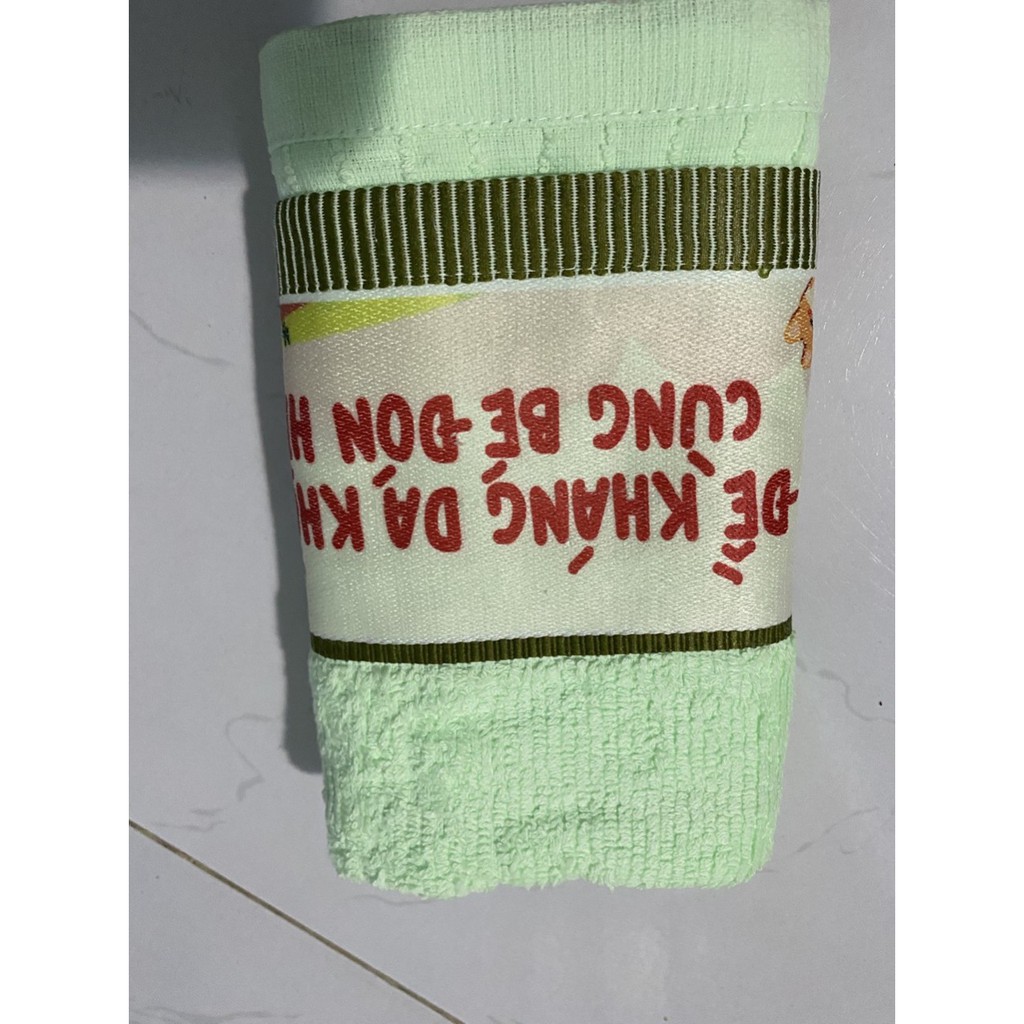 ĐỀ KHÁNG DA
CÙNG BÉ ĐÓN